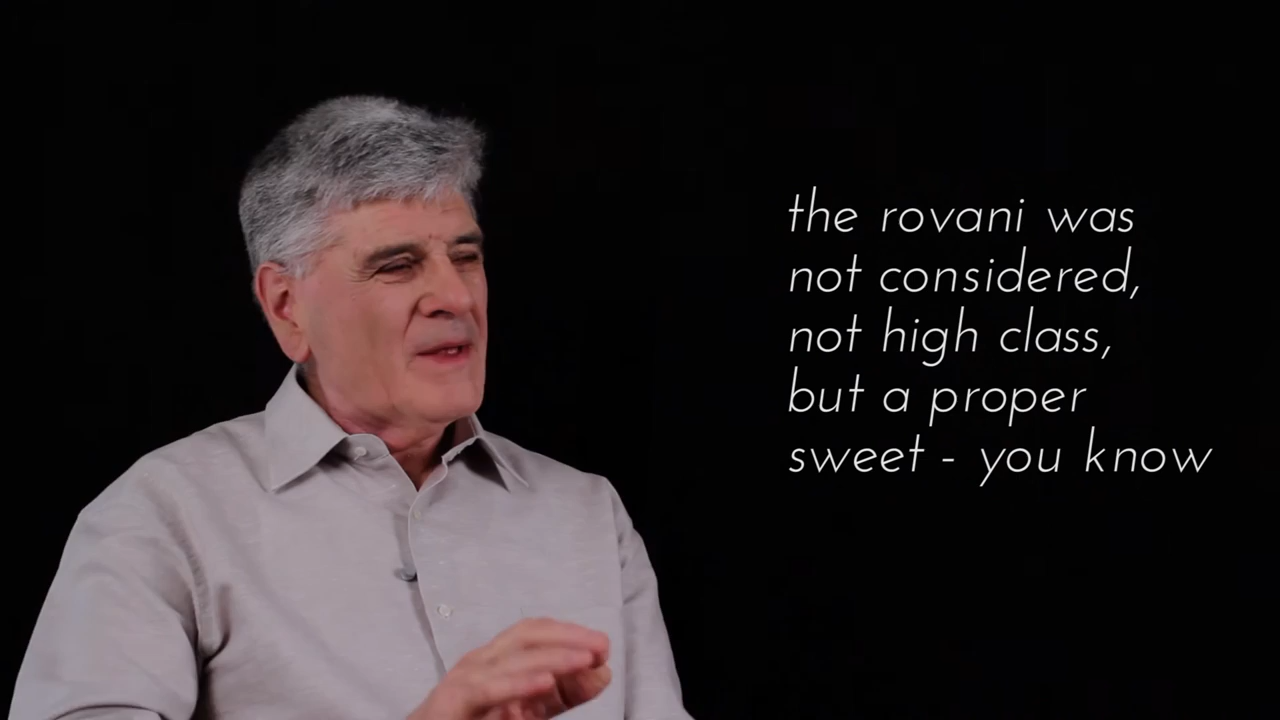 the rovani was
not considered,
not high class,
but a proper
sweet - you know